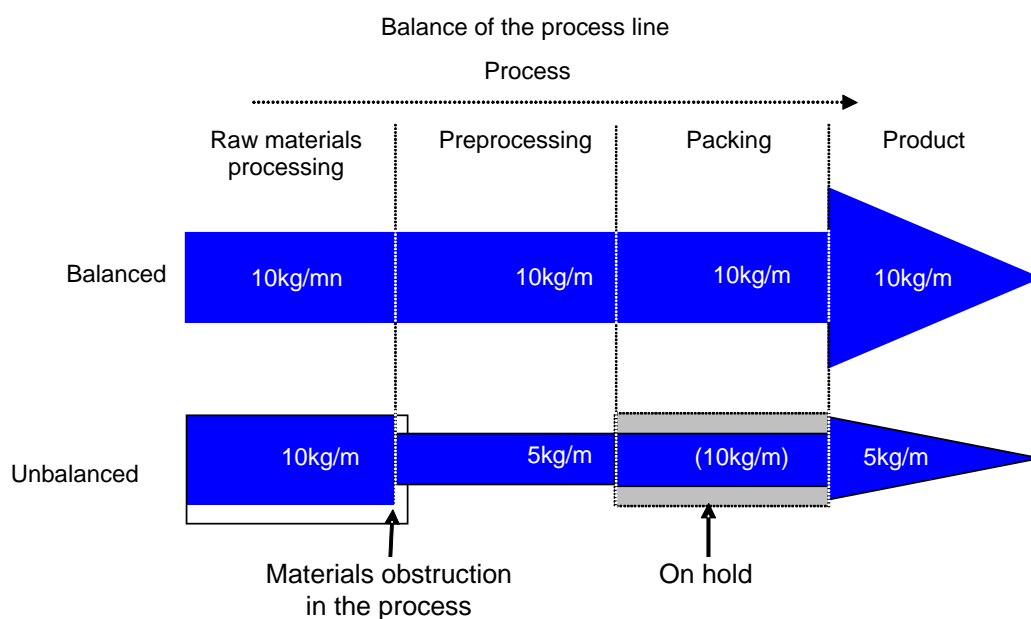 Balance of the process line
Process
Raw materials
processing
Preprocessing
Packing
Product
Balanced
10kg/mn
10kg/m
10kg/m
10kg/m
Unbalanced
10kg/m
5kg/m
(10kg/m)
5kg/m
Materials obstruction
in the process
On hold